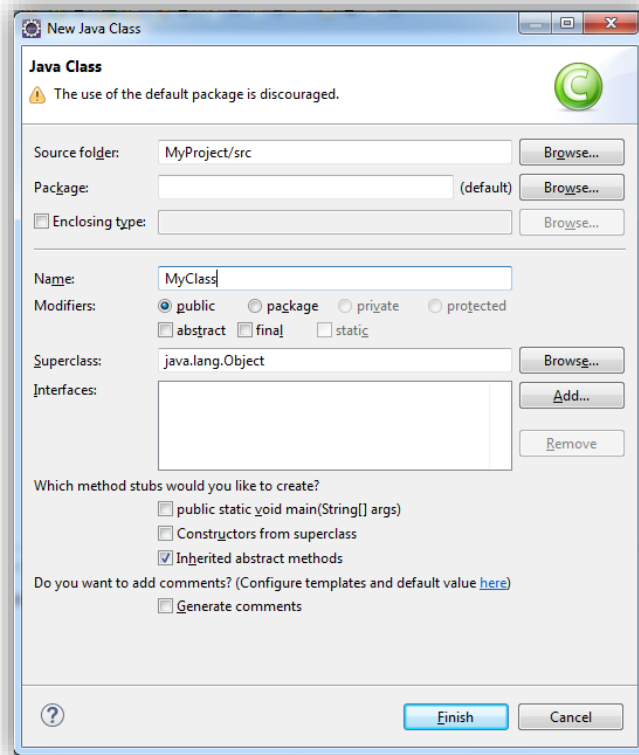 New Java Class
Java Class
The use of the default package is discouraged.
C
Source folder: MyProject/src Browse...
Package: (default) Browse...
Enclosing type: Browse...
Name: MyClass
Modifiers: public package private protected
abstract final static
Superclass: java.lang.Object Browse...
Interfaces: Add...
Remove
Which method stubs would you like to create?
public static void main(String[] args)
Constructors from superclass
Inherited abstract methods
Do you want to add comments? (Configure templates and default value here)
Generate comments
? Finish Cancel